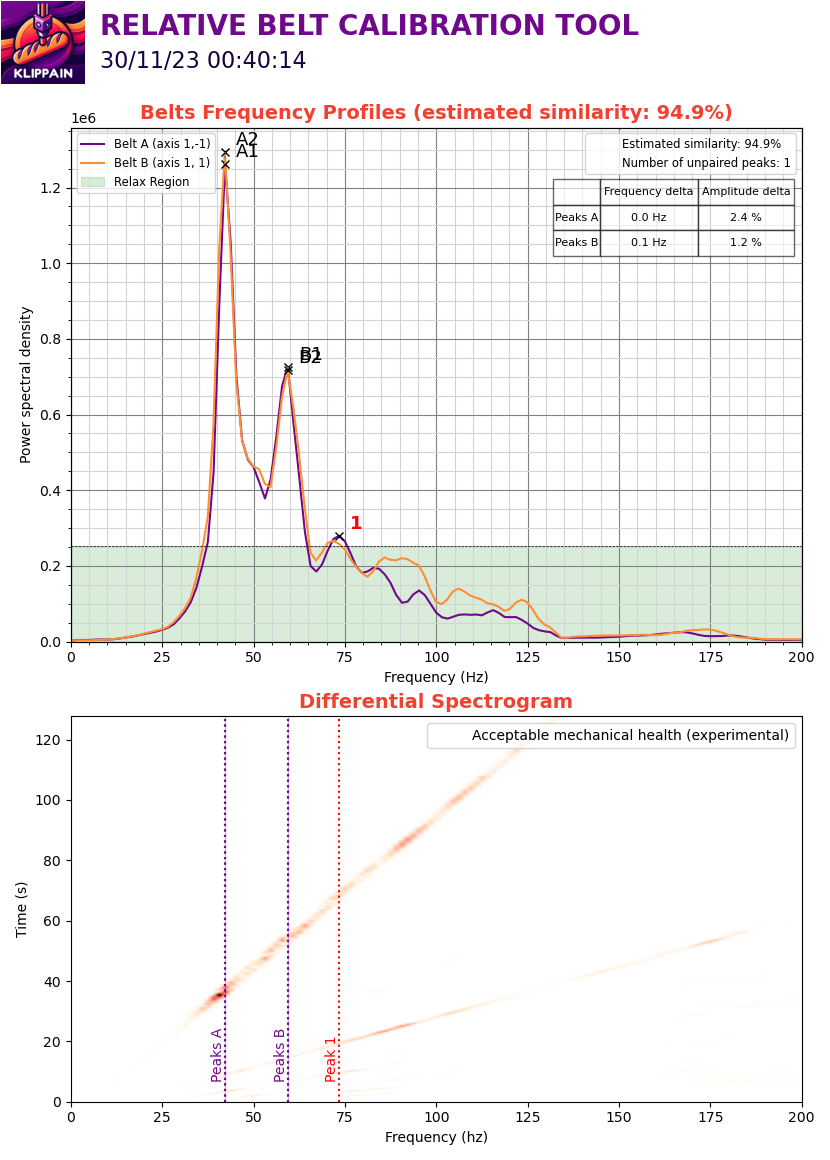 KLIPPAIN
RELATIVE BELT CALIBRATION TOOL
30/11/23 00:40:14
Belts Frequency Profiles (estimated similarity: 94.9%)
1e6
Belt A (axis 1,-1)
Belt B (axis 1, 1)
Relax Region
A2
A1
Estimated similarity: 94.9%
Number of unpaired peaks: 1
Frequency delta Amplitude delta
Peaks A 0.0 Hz 2.4 %
Peaks B 0.1 Hz 1.2 %
B1
B2
1
1.2
1.0
0.8
0.6
0.4
0.2
0.0
Power spectral density
0 25 50 75 100 125 150 175 200
Frequency (Hz)
Differential Spectrogram
Acceptable mechanical health (experimental)
120
100
80
60
40
20
0
Time (s)
Peaks A
Peaks B
Peak 1
0 25 50 75 100 125 150 175 200
Frequency (hz)